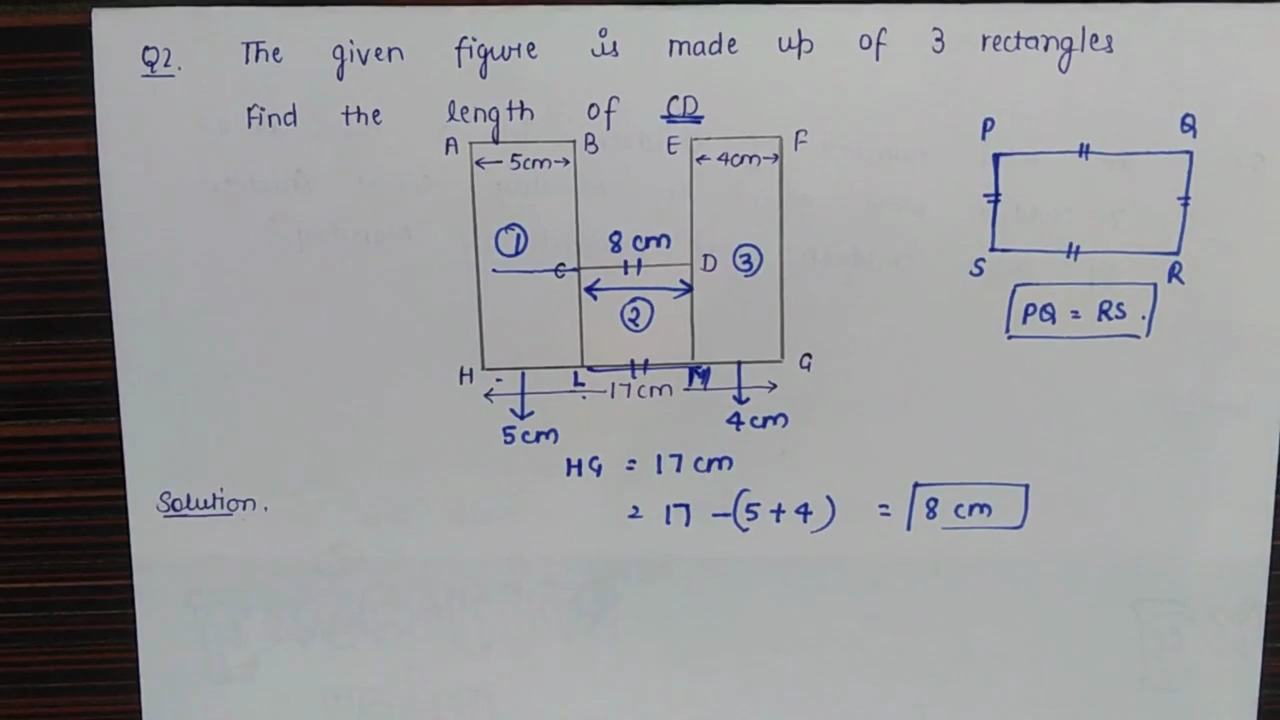 Q2. The given figure is made up of 3 rectangles
Find the length of CD
A B E F
← 5cm → ← 4cm →
P Q
① 8 cm
C D ③
②
S R
PQ = RS.
H L M G
17cm
5cm 4cm
HG = 17 cm
Solution.
= 17 - (5+4) = 8 cm